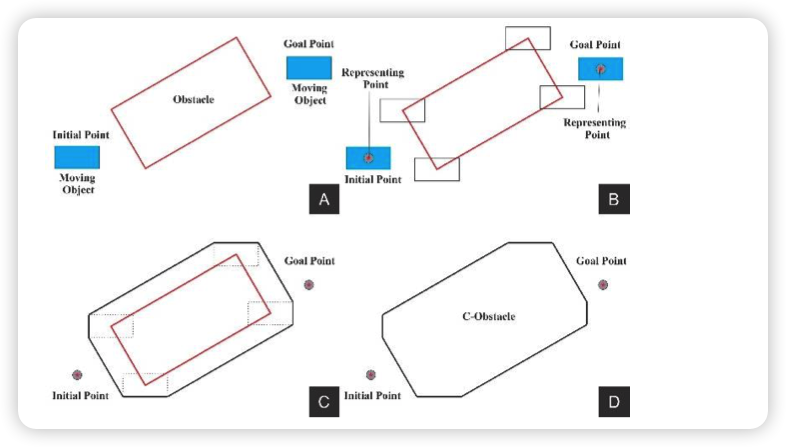 Goal Point
Moving
Object
Obstacle
Initial Point
Moving
Object
A
Goal Point
Representing
Point
Representing
Point
Initial Point
B
Goal Point
Initial Point
C
Goal Point
C-Obstacle
Initial Point
D